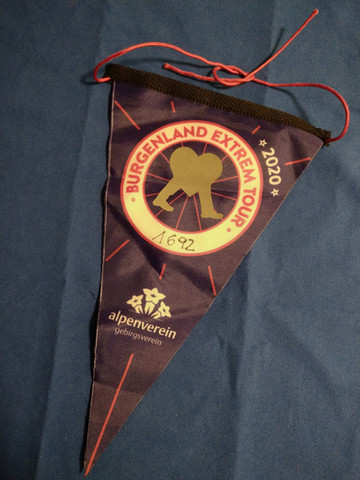 · BURGENLAND EXTREM TOUR ·
★ 2020 ★
1692
alpenverein
gebirgsverein